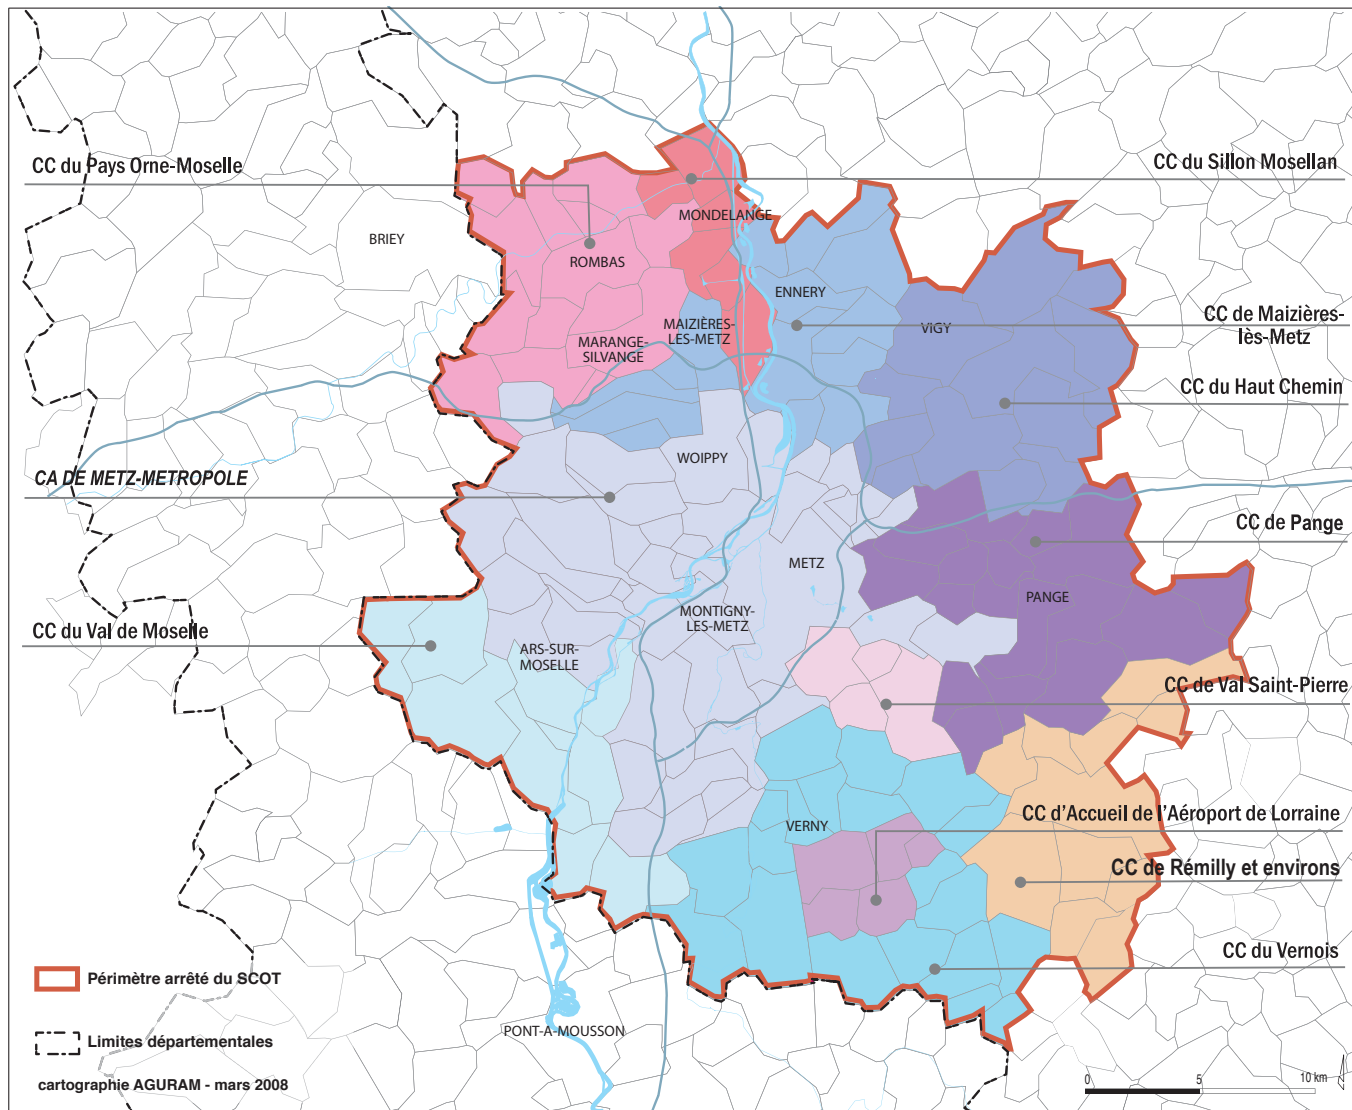 CC du Pays Orne-Moselle
CC du Sillon Mosellan
MONDELANGE
BRIEY
ROMBAS
ENNERY
CC de Maizières-
lès-Metz
VIGY
MAIZIÈRES-
LES-METZ
MARANGE-
SILVANGE
CC du Haut Chemin
WOIPPY
CA DE METZ-METROPOLE
CC de Pange
METZ
PANGE
MONTIGNY-
LES-METZ
CC du Val de Moselle
ARS-SUR-
MOSELLE
CC de Val Saint-Pierre
CC d'Accueil de l'Aéroport de Lorraine
VERNY
CC de Rémilly et environs
CC du Vernois
Périmètre arrêté du SCOT
PONT-A-MOUSSON
Limites départementales
cartographie AGURAM - mars 2008
0 5 10 km